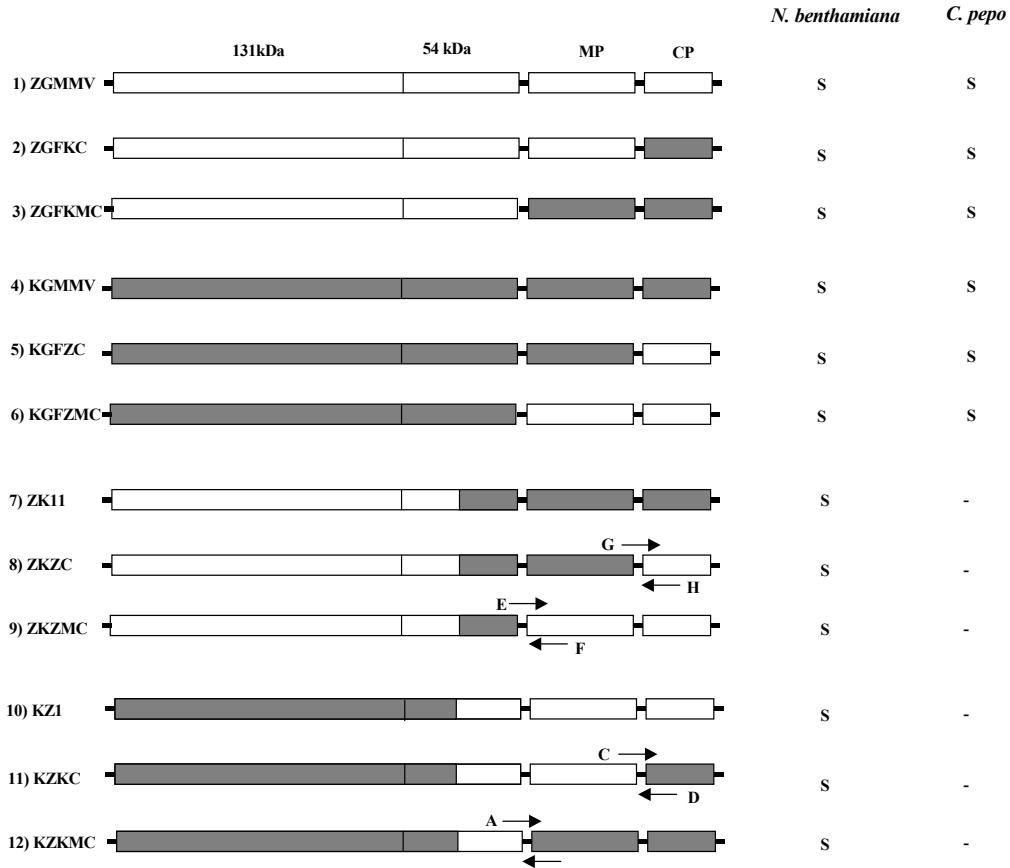 N. benthamiana C. pepo
131kDa 54 kDa MP CP
1) ZGMMV S S
2) ZGFKC S S
3) ZGFKMC S S
4) KGMMV S S
5) KGFZC S S
6) KGFZMC S S
7) ZK11 S -
G
8) ZKZC S -
H
E
9) ZKZMC S -
F
10) KZ1 S -
C
11) KZKC S -
D
A
12) KZKMC S -